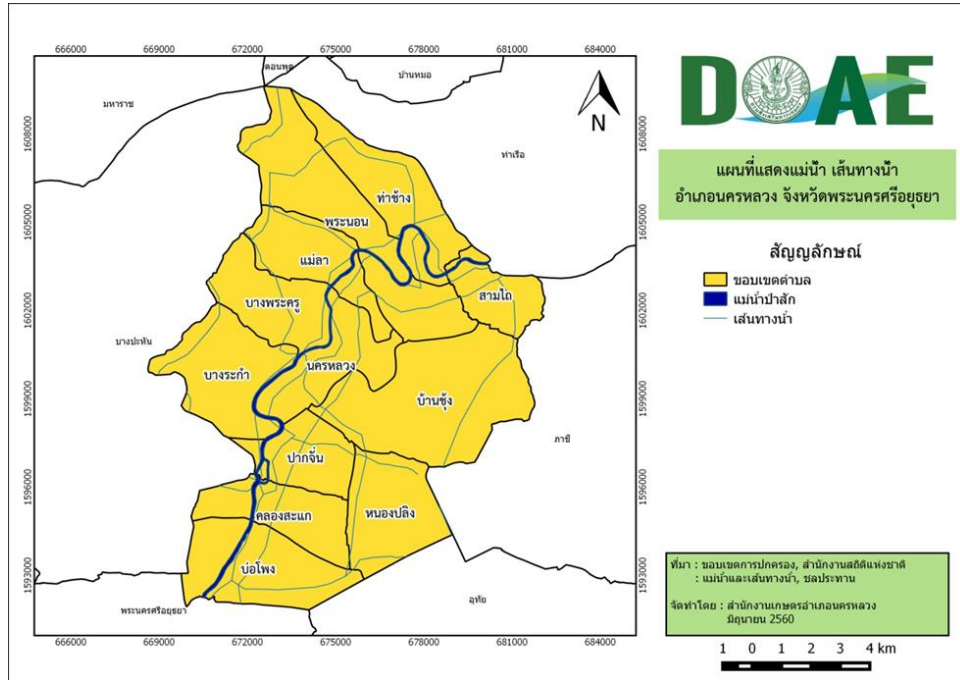 666000 669000 672000 675000 678000 681000 684000
ดอนพุด
บ้านหมอ
มหาราช
N
ท่าเรือ
1608000 1608000
ท่าช้าง
พระนอน
1605000 1605000
แม่ลา
บางพระครู
สามไถ
1602000 1602000
บางปะหัน
นครหลวง
บางระกำ
บ้านชุ้ง
1599000 1599000
ภาชี
ปากจั่น
1596000 1596000
คลองสะแก
หนองปลิง
บ่อโพง
1593000 1593000
พระนครศรีอยุธยา
อุทัย
666000 669000 672000 675000 678000 681000 684000
DOAE
แผนที่แสดงแม่น้ำ เส้นทางน้ำ
อำเภอนครหลวง จังหวัดพระนครศรีอยุธยา
สัญญลักษณ์
ขอบเขตตำบล
แม่น้ำป่าสัก
เส้นทางน้ำ
ที่มา : ขอบเขตการปกครอง, สำนักงานสถิติแห่งชาติ
: แม่น้ำและเส้นทางน้ำ, ชลประทาน
จัดทำโดย : สำนักงานเกษตรอำเภอนครหลวง
มิถุนายน 2560
1 0 1 2 3 4 km